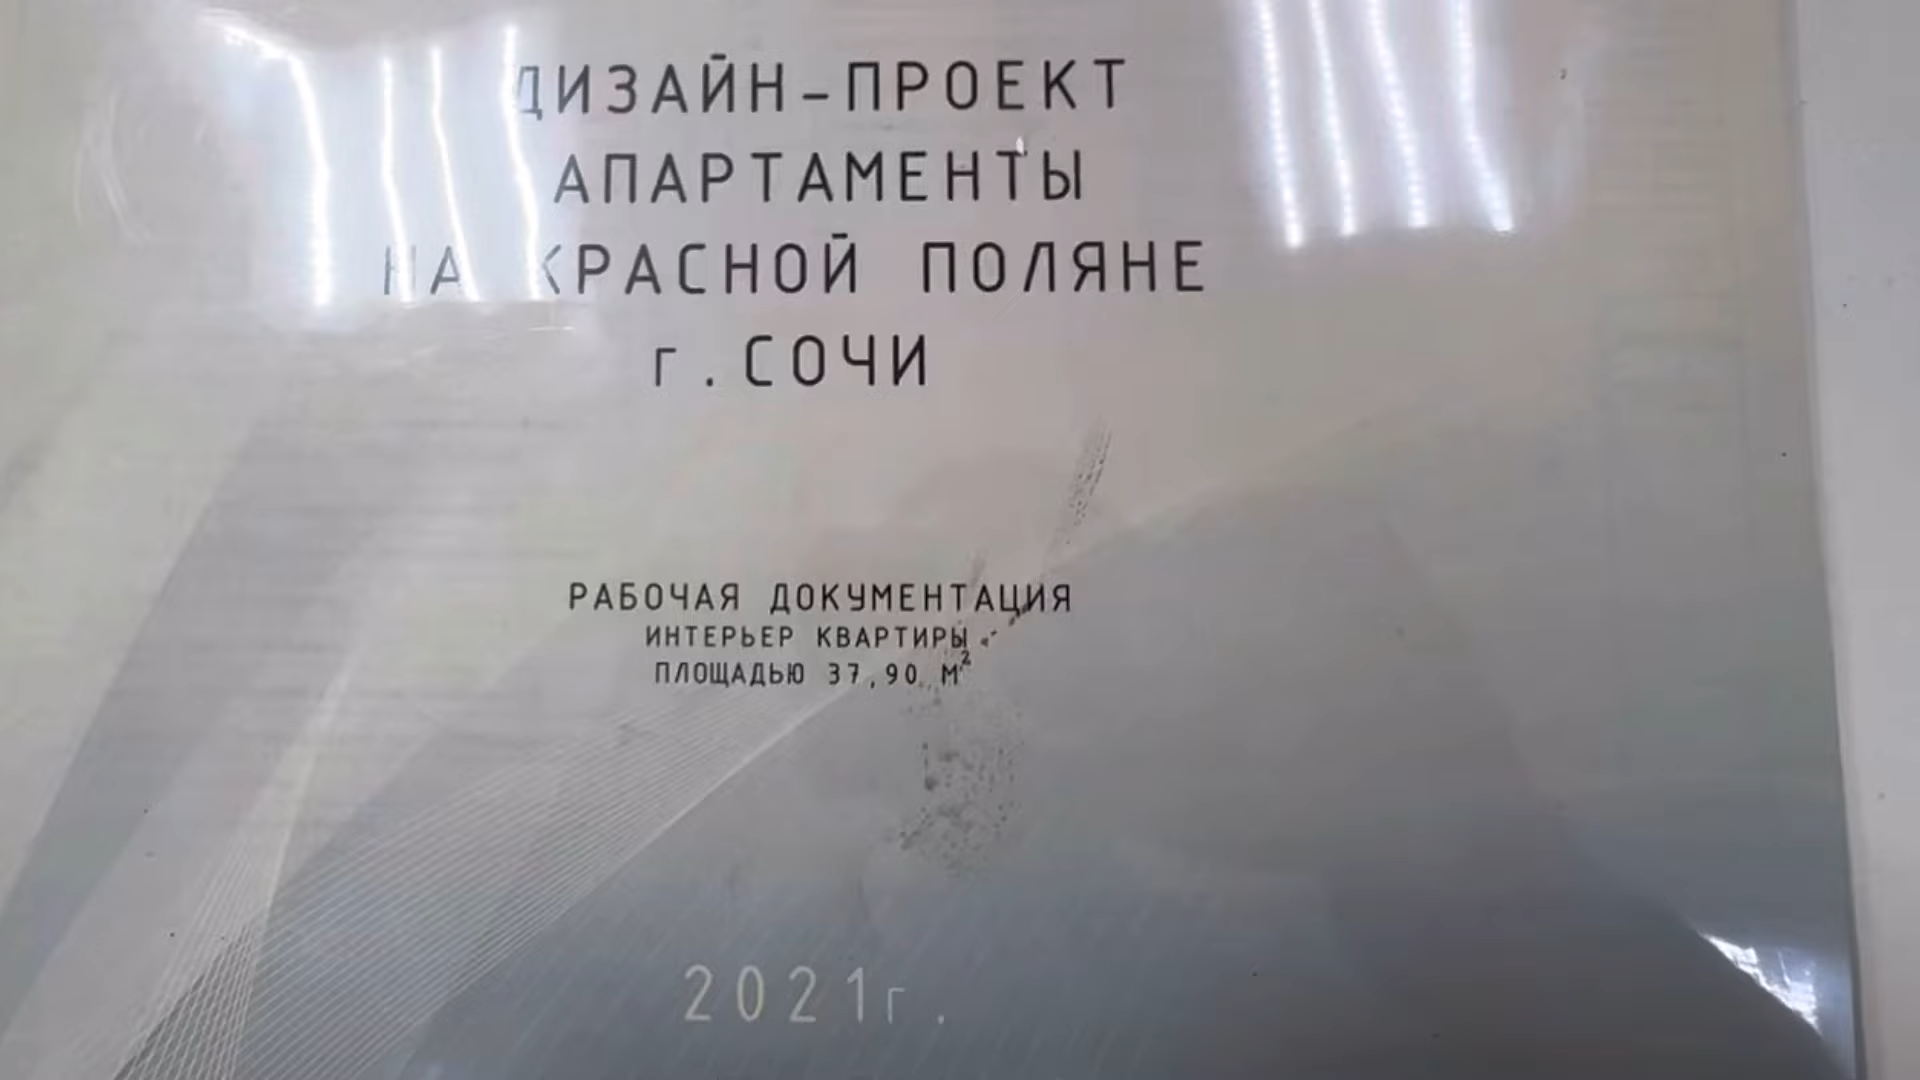 ДИЗАЙН-ПРОЕКТ
АПАРТАМЕНТЫ
НА КРАСНОЙ ПОЛЯНЕ
г. СОЧИ
РАБОЧАЯ ДОКУМЕНТАЦИЯ
ИНТЕРЬЕР КВАРТИРЫ
ПЛОЩАДЬЮ 37,90 М²
2021г.